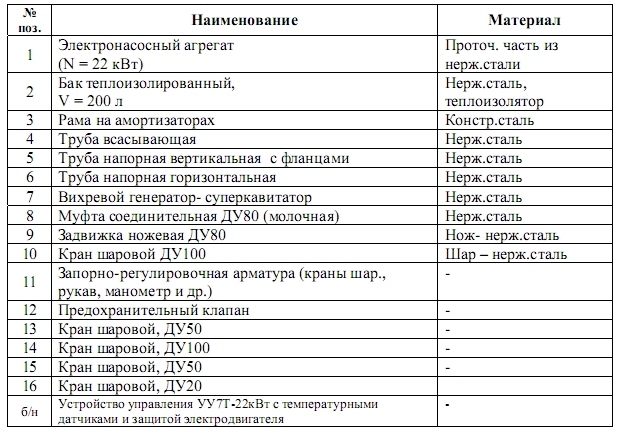 № поз. Наименование Материал
1 Электронасосный агрегат (N = 22 кВт) Проточ. часть из нерж.стали
2 Бак теплоизолированный, V = 200 л Нерж.сталь, теплоизолятор
3 Рама на амортизаторах Констр.сталь
4 Труба всасывающая Нерж.сталь
5 Труба напорная вертикальная с фланцами Нерж.сталь
6 Труба напорная горизонтальная Нерж.сталь
7 Вихревой генератор- суперкавитатор Нерж.сталь
8 Муфта соединительная ДУ80 (молочная) Нерж.сталь
9 Задвижка ножевая ДУ80 Нож- нерж.сталь
10 Кран шаровой ДУ100 Шар – нерж.сталь
11 Запорно-регулировочная арматура (краны шар., рукав, манометр и др.) -
12 Предохранительный клапан -
13 Кран шаровой, ДУ50 -
14 Кран шаровой, ДУ100 -
15 Кран шаровой, ДУ50 -
16 Кран шаровой, ДУ20
б/н Устройство управления УУ7Т-22кВт с температурными датчиками и защитой электродвигателя -